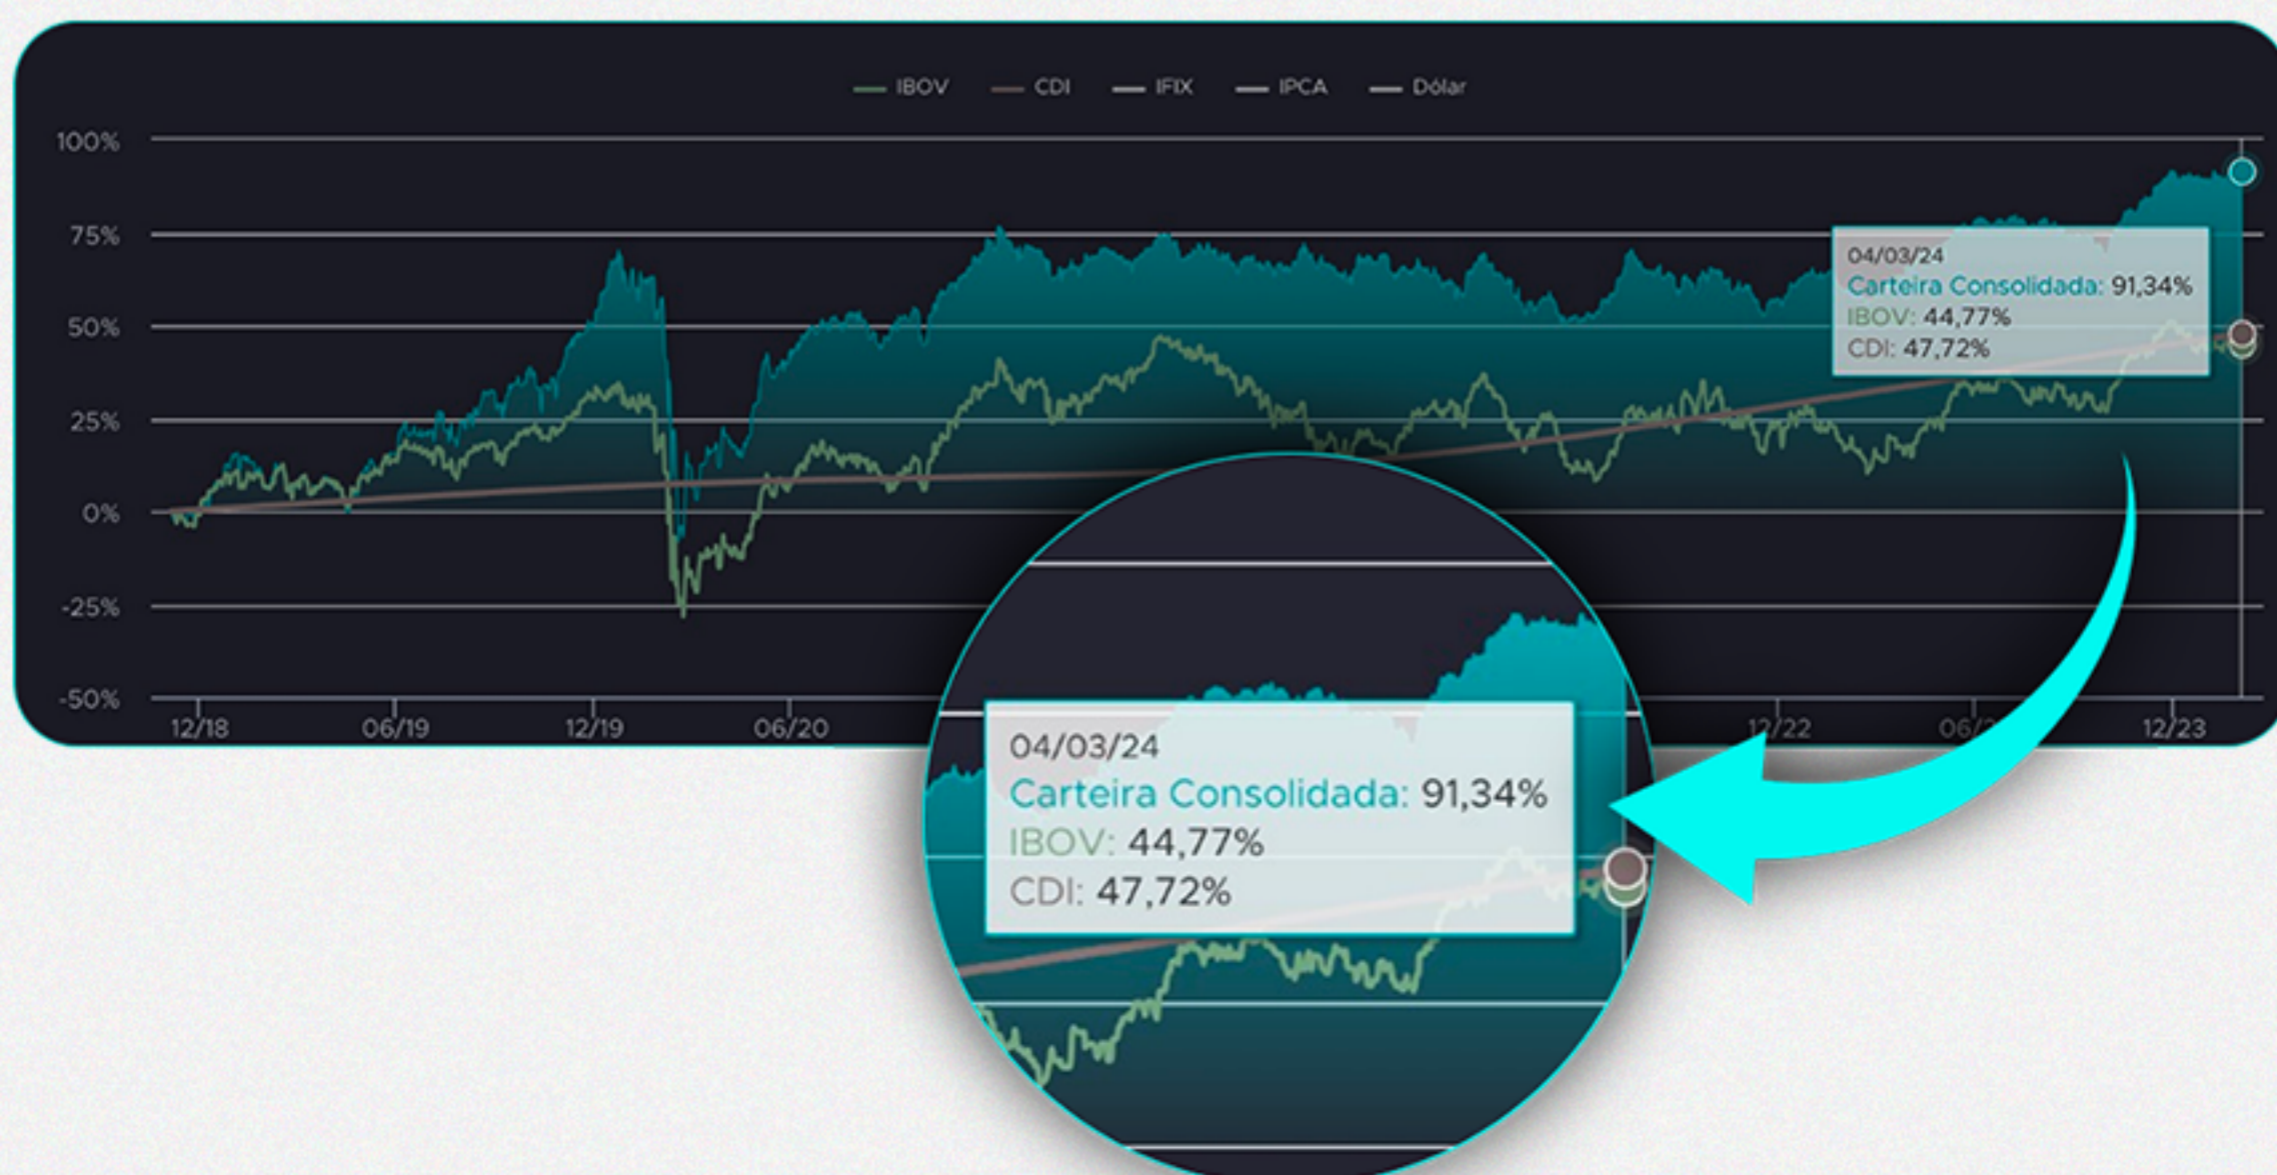 IBOV CDI IFIX IPCA Dólar
100%
75%
50%
25%
0%
-25%
-50%
04/03/24
Carteira Consolidada: 91,34%
IBOV: 44,77%
CDI: 47,72%
12/18 06/19 12/19 06/20 12/22 12/23
04/03/24
Carteira Consolidada: 91,34%
IBOV: 44,77%
CDI: 47,72%